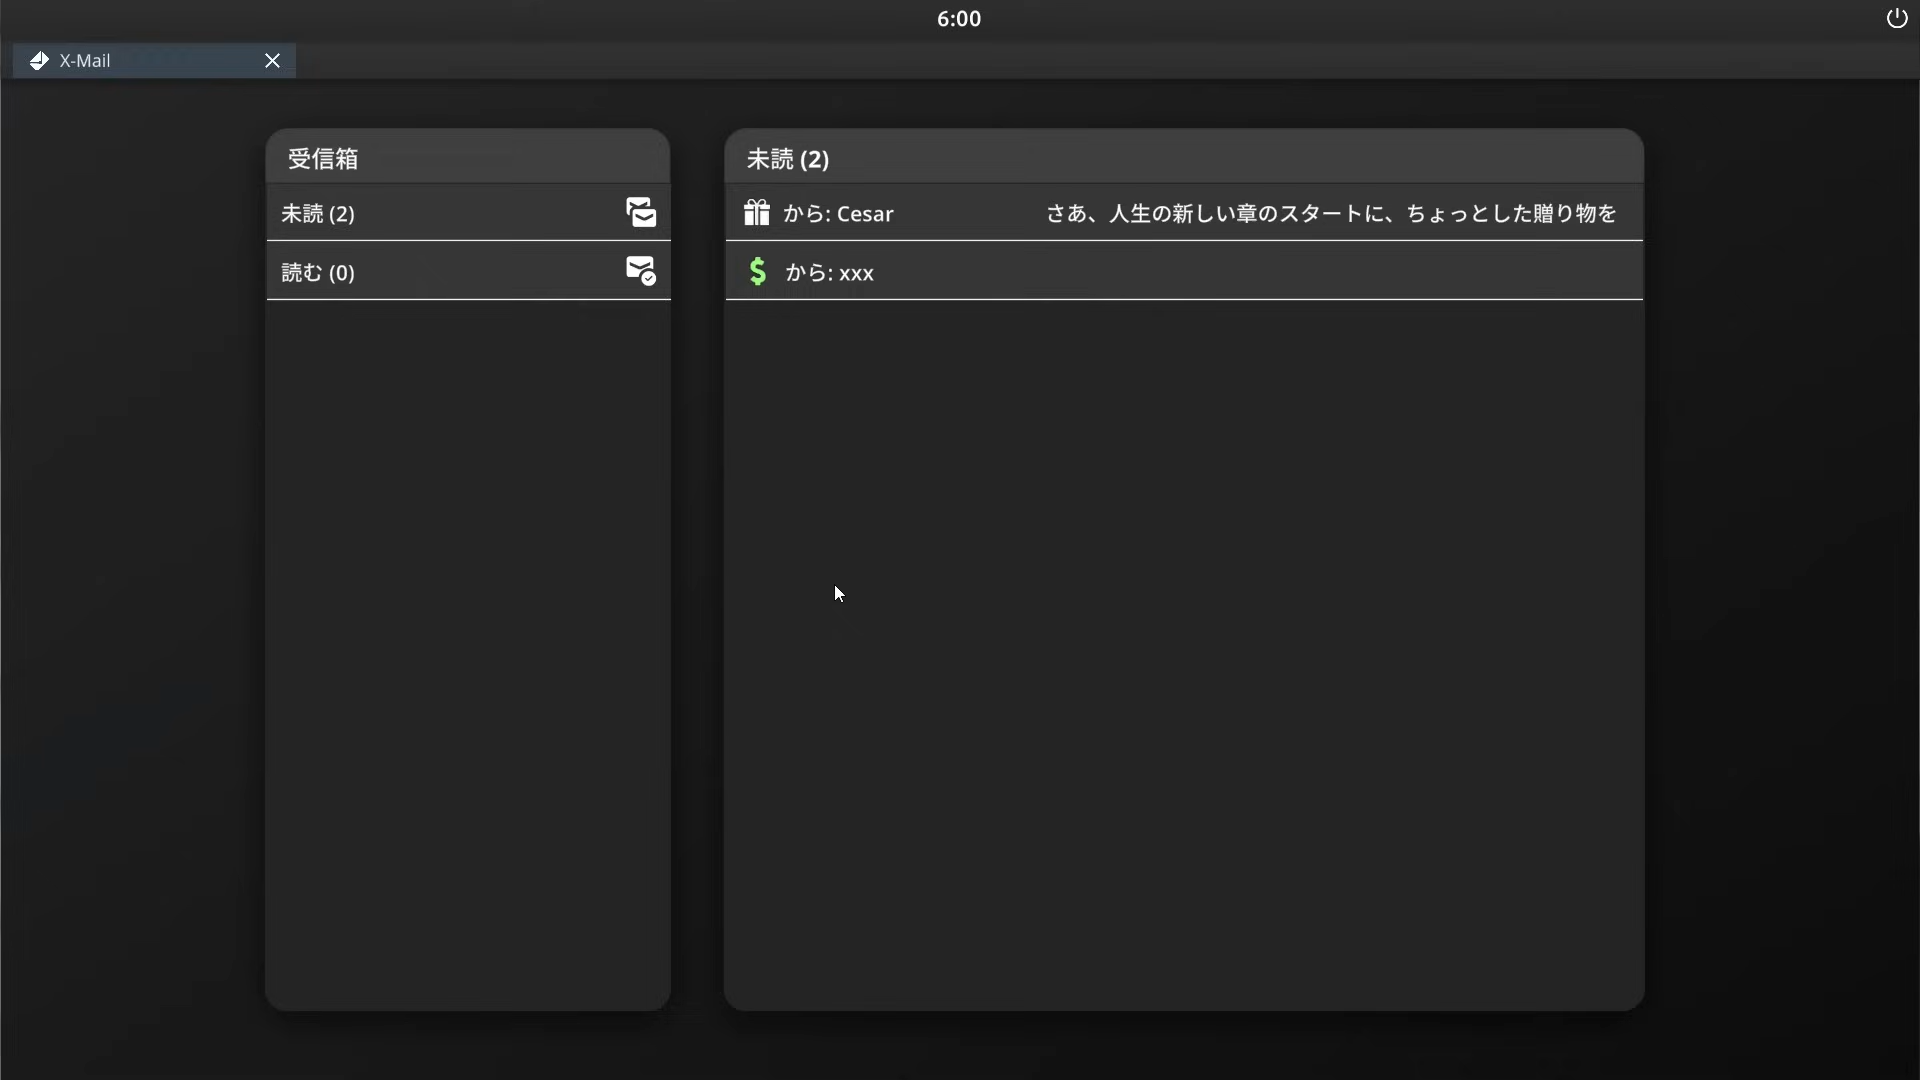 6:00
X-Mail
受信箱
未読 (2)
読む (0)
未読 (2)
から: Cesar さあ、人生の新しい章のスタートに、ちょっとした贈り物を
から: xxx